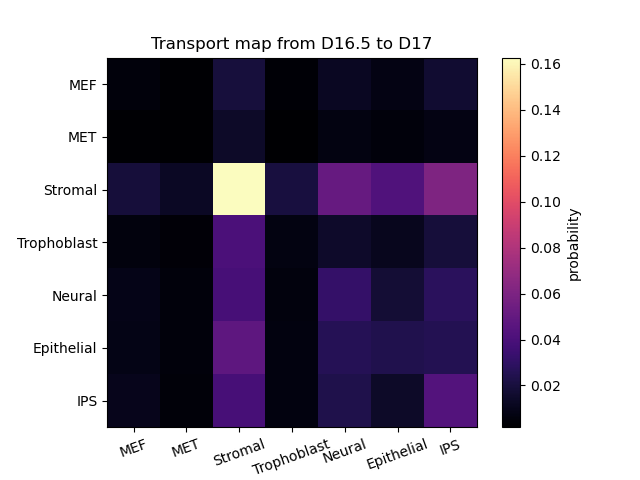 Transport map from D16.5 to D17
MEF
MET
Stromal
Trophoblast
Neural
Epithelial
IPS
MEF
MET
Stromal
Trophoblast
Neural
Epithelial
IPS
0.16
0.14
0.12
0.10
0.08
0.06
0.04
0.02
probability